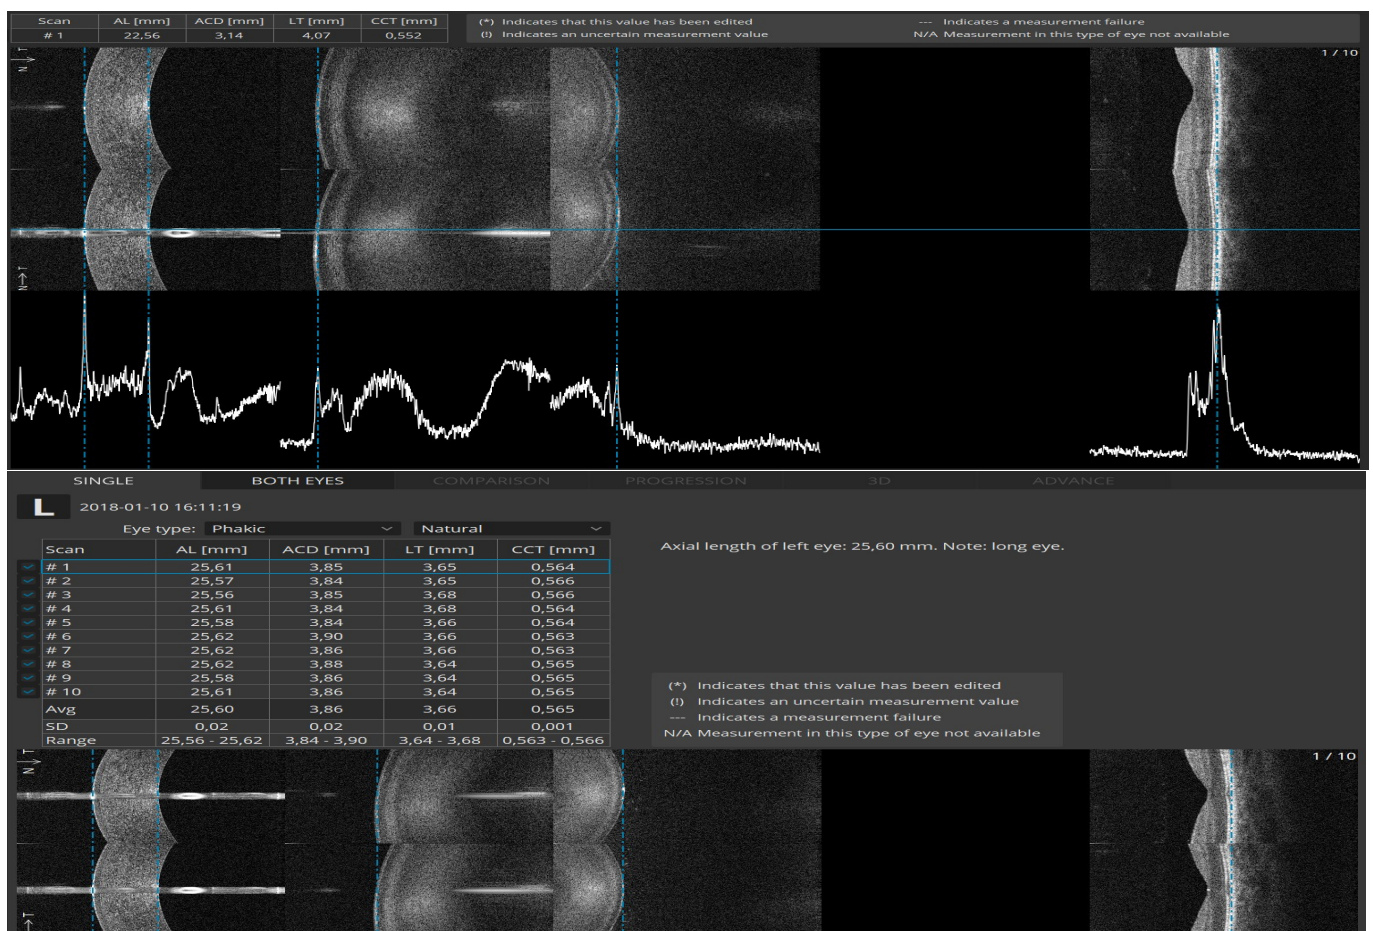 Scan AL [mm] ACD [mm] LT [mm] CCT [mm]
# 1 22,56 3,14 4,07 0,552
(*) Indicates that this value has been edited --- Indicates a measurement failure
(!) Indicates an uncertain measurement value N/A Measurement in this type of eye not available
1 / 10
T
N
T
N
SINGLE BOTH EYES COMPARISON PROGRESSION 3D ADVANCE
L 2018-01-10 16:11:19
Eye type: Phakic Natural
Scan AL [mm] ACD [mm] LT [mm] CCT [mm]
# 1 25,61 3,85 3,65 0,564
# 2 25,57 3,84 3,65 0,566
# 3 25,56 3,85 3,68 0,566
# 4 25,61 3,84 3,68 0,564
# 5 25,58 3,84 3,66 0,564
# 6 25,62 3,90 3,66 0,563
# 7 25,62 3,86 3,66 0,563
# 8 25,62 3,88 3,64 0,565
# 9 25,58 3,86 3,64 0,565
# 10 25,61 3,86 3,64 0,565
Avg 25,60 3,86 3,66 0,565
SD 0,02 0,02 0,01 0,001
Range 25,56 - 25,62 3,84 - 3,90 3,64 - 3,68 0,563 - 0,566
Axial length of left eye: 25,60 mm. Note: long eye.
(*) Indicates that this value has been edited
(!) Indicates an uncertain measurement value
--- Indicates a measurement failure
N/A Measurement in this type of eye not available
1 / 10
T
N
T